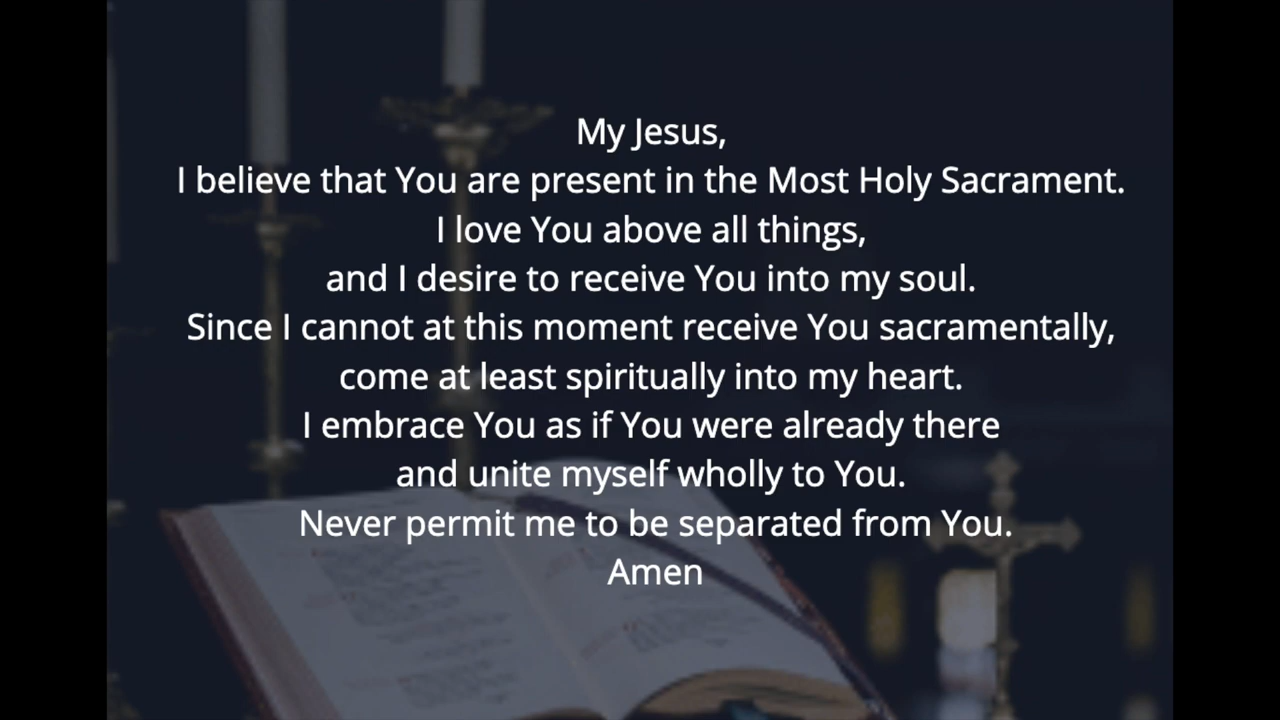 My Jesus,
I believe that You are present in the Most Holy Sacrament.
I love You above all things,
and I desire to receive You into my soul.
Since I cannot at this moment receive You sacramentally,
come at least spiritually into my heart.
I embrace You as if You were already there
and unite myself wholly to You.
Never permit me to be separated from You.
Amen